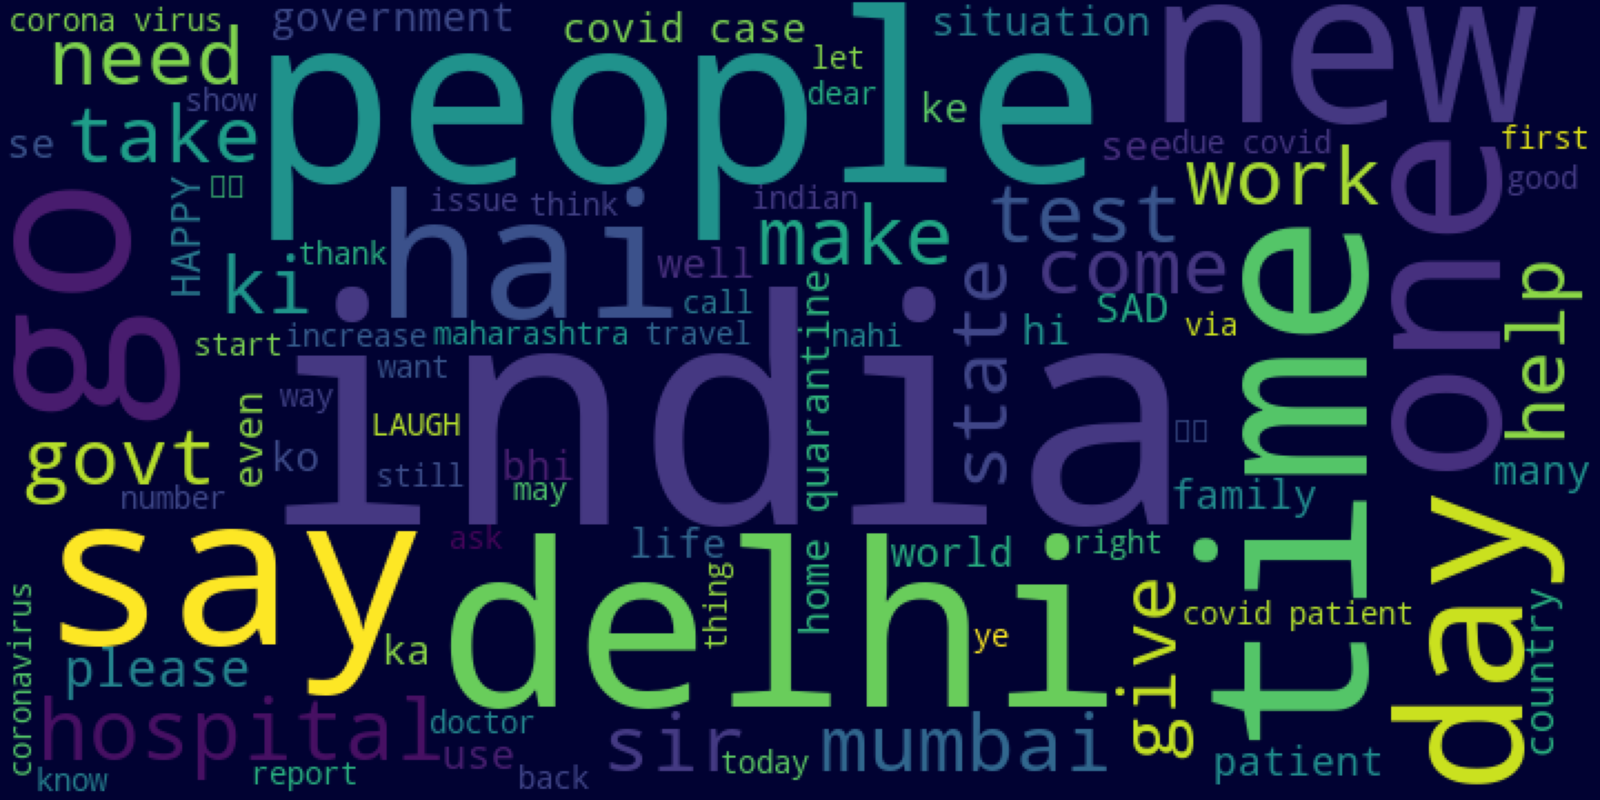 corona virus
government
covid case
situation
new
need
people
let
show
dear
take
ke
se
see
due covid
first
HAPPY
issue
think
indian
work
good
go
hai
make
test
one
thank
well
come
ki
call
state
SAD
time
help
start
increase
maharashtra
travel
quarantine
nahi
hi
via
want
way
india
LAUGH
govt
even
ko
still
bhi
may
number
family
many
say
ask
life
delhi
home
world
right
day
thing
give
covid patient
coronavirus
please
ka
ye
country
hospital
doctor
use
sir
today
mumbai
patient
know
report
back